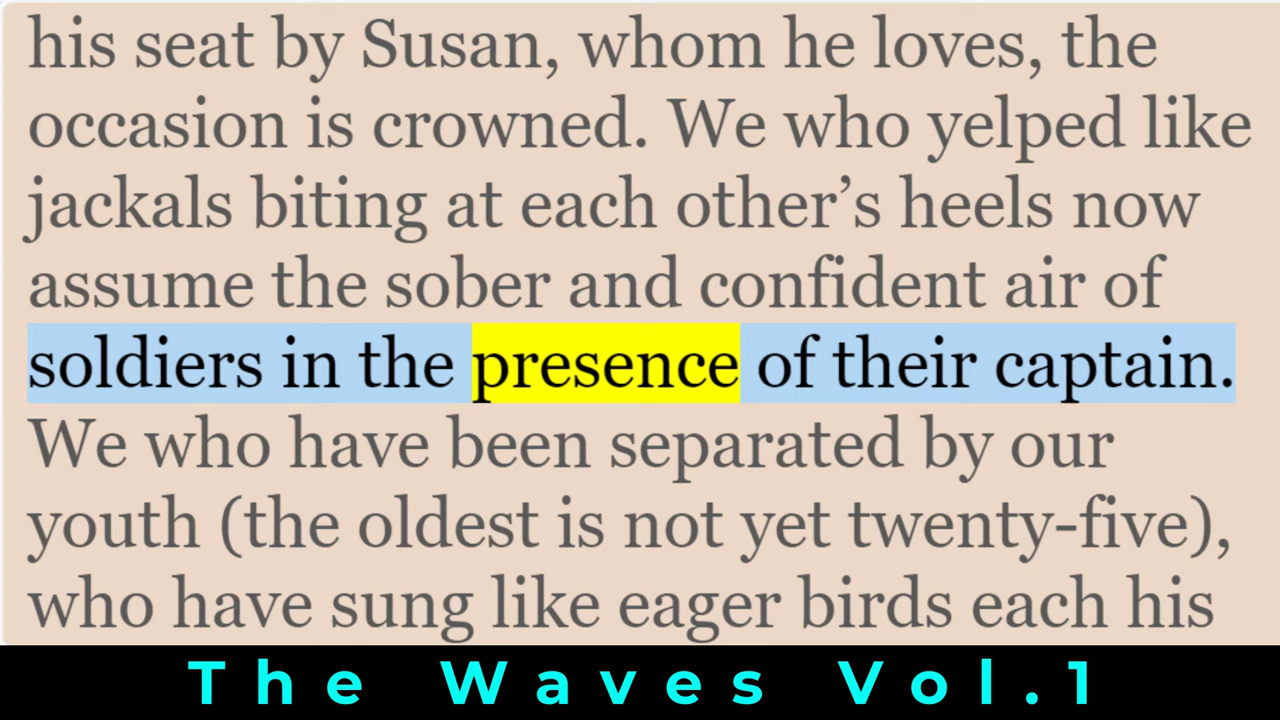 his seat by Susan, whom he loves, the
occasion is crowned. We who yelped like
jackals biting at each other’s heels now
assume the sober and confident air of
soldiers in the presence of their captain.
We who have been separated by our
youth (the oldest is not yet twenty-five),
who have sung like eager birds each his
The Waves Vol.1